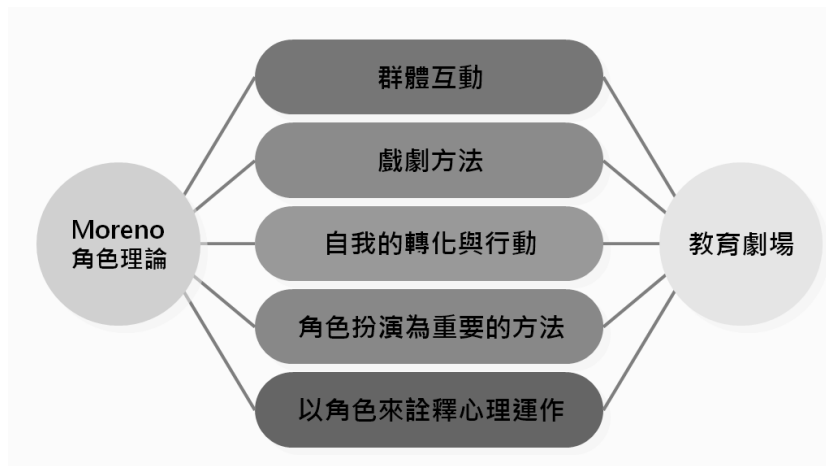 群體互動
戲劇方法
Moreno
角色理論
自我的轉化與行動
教育劇場
角色扮演為重要的方法
以角色來詮釋心理運作